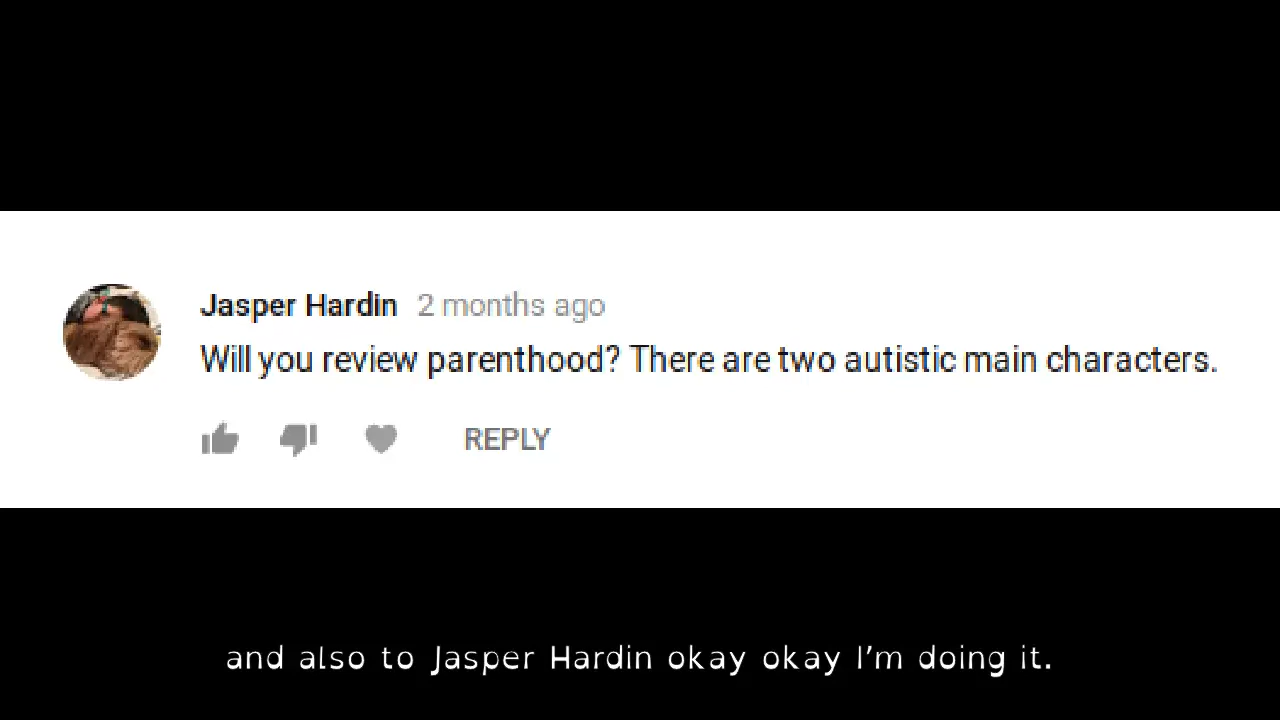 Jasper Hardin 2 months ago
Will you review parenthood? There are two autistic main characters.
REPLY
and also to Jasper Hardin okay okay I'm doing it.